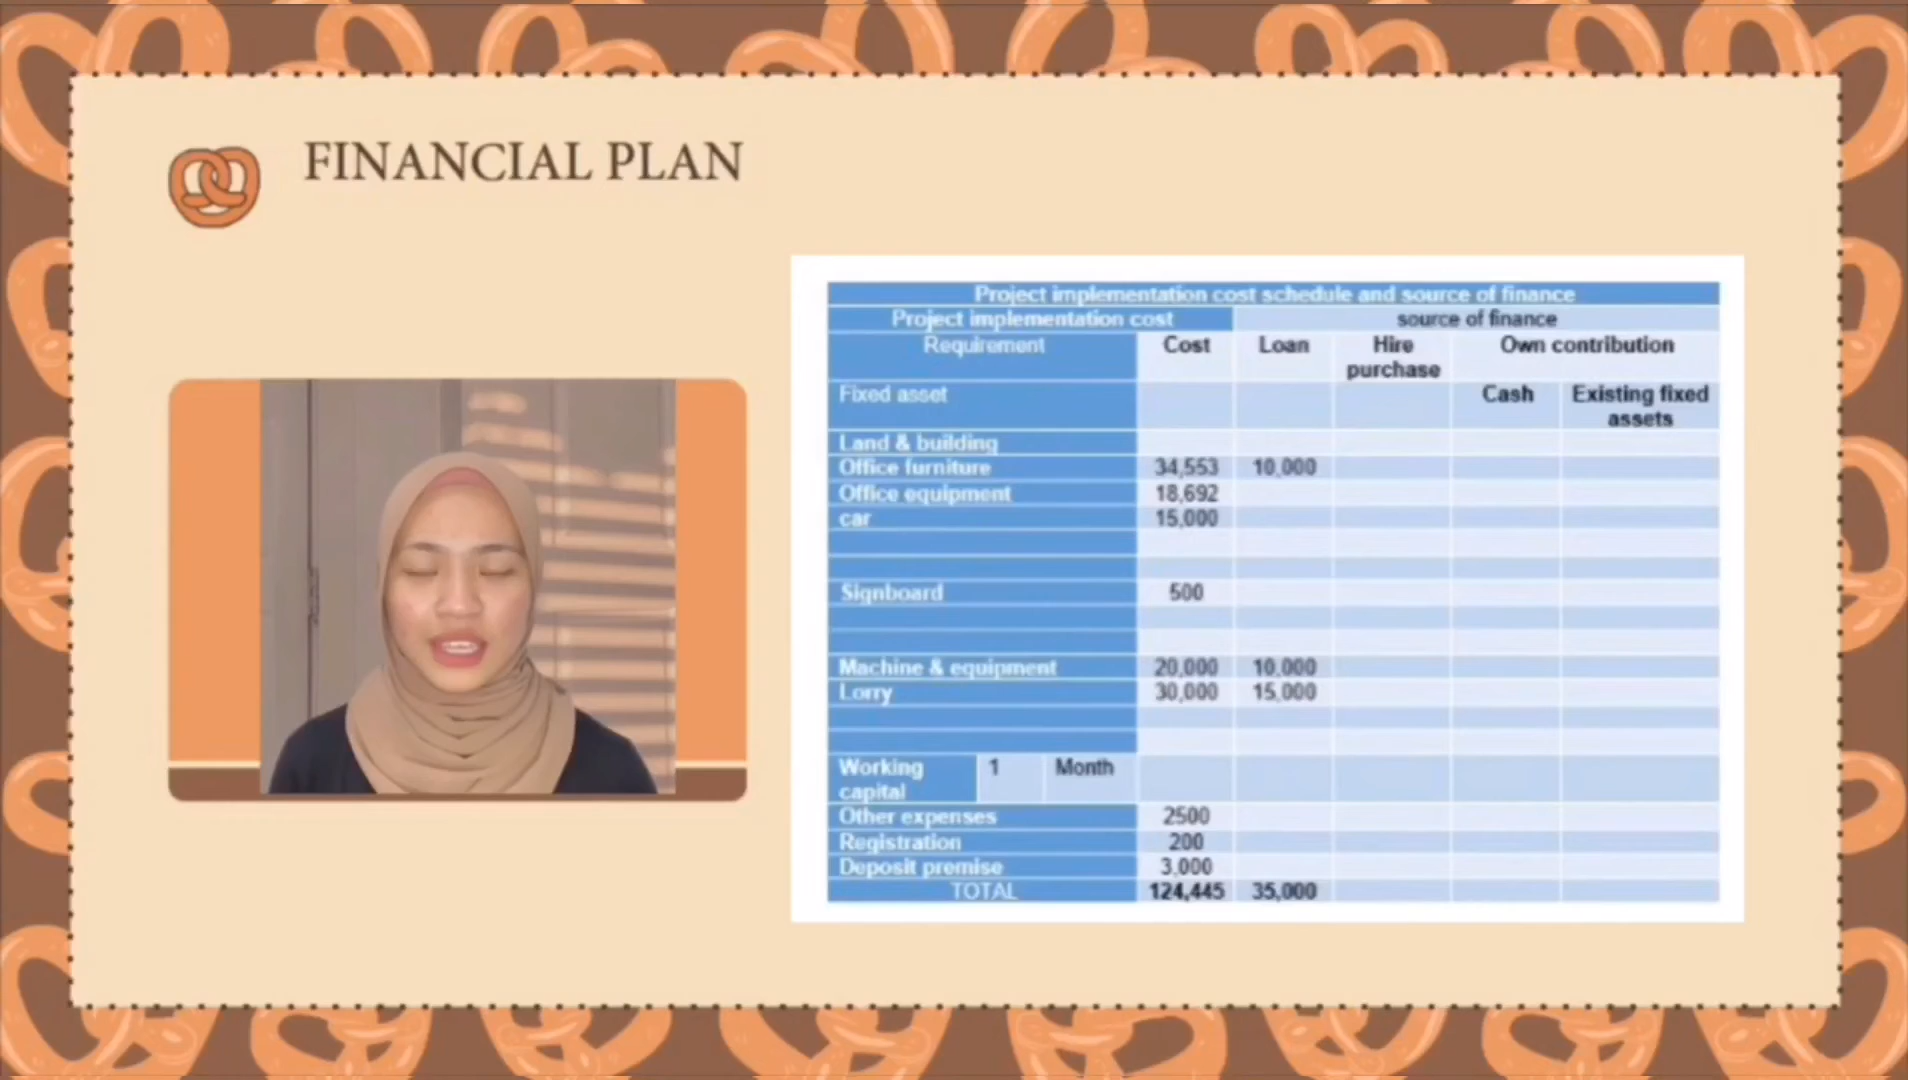 FINANCIAL PLAN
Project implementation cost schedule and source of finance
Project implementation cost source of finance
Requirement Cost Loan Hire purchase Own contribution
Fixed asset Cash Existing fixed assets
Land & building
Office furniture 34,553 10,000
Office equipment 18,692
car 15,000
Signboard 500
Machine & equipment 20,000 10,000
Lorry 30,000 15,000
Working capital 1 Month
Other expenses 2500
Registration 200
Deposit premise 3,000
TOTAL 124,445 35,000